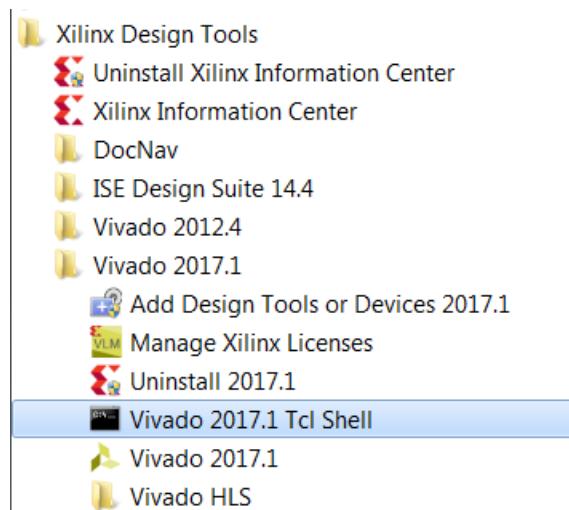 Xilinx Design Tools
Uninstall Xilinx Information Center
Xilinx Information Center
DocNav
ISE Design Suite 14.4
Vivado 2012.4
Vivado 2017.1
Add Design Tools or Devices 2017.1
VLM Manage Xilinx Licenses
Uninstall 2017.1
Vivado 2017.1 Tcl Shell
Vivado 2017.1
Vivado HLS